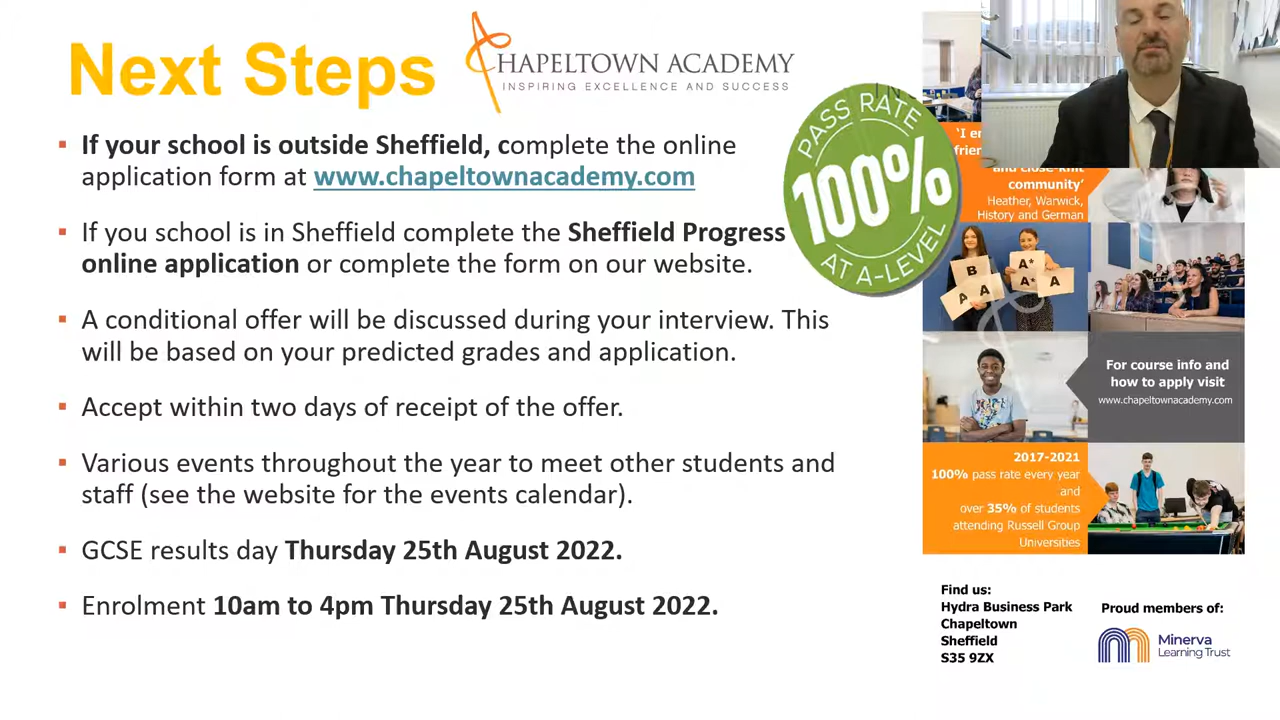 Next Steps
CHAPELTOWN ACADEMY
INSPIRING EXCELLENCE AND SUCCESS
▪ If your school is outside Sheffield, complete the online
application form at www.chapeltownacademy.com
▪ If you school is in Sheffield complete the Sheffield Progress
online application or complete the form on our website.
▪ A conditional offer will be discussed during your interview. This
will be based on your predicted grades and application.
▪ Accept within two days of receipt of the offer.
▪ Various events throughout the year to meet other students and
staff (see the website for the events calendar).
▪ GCSE results day Thursday 25th August 2022.
▪ Enrolment 10am to 4pm Thursday 25th August 2022.
PASS RATE
100%
AT A-LEVEL
and close-knit
community'
Heather, Warwick,
History and German
B
A
A
A*
A*
A
For course info and
how to apply visit
www.chapeltownacademy.com
2017-2021
100% pass rate every year
and
over 35% of students
attending Russell Group
Universities
Find us:
Hydra Business Park
Chapeltown
Sheffield
S35 9ZX
Proud members of:
Minerva
Learning Trust